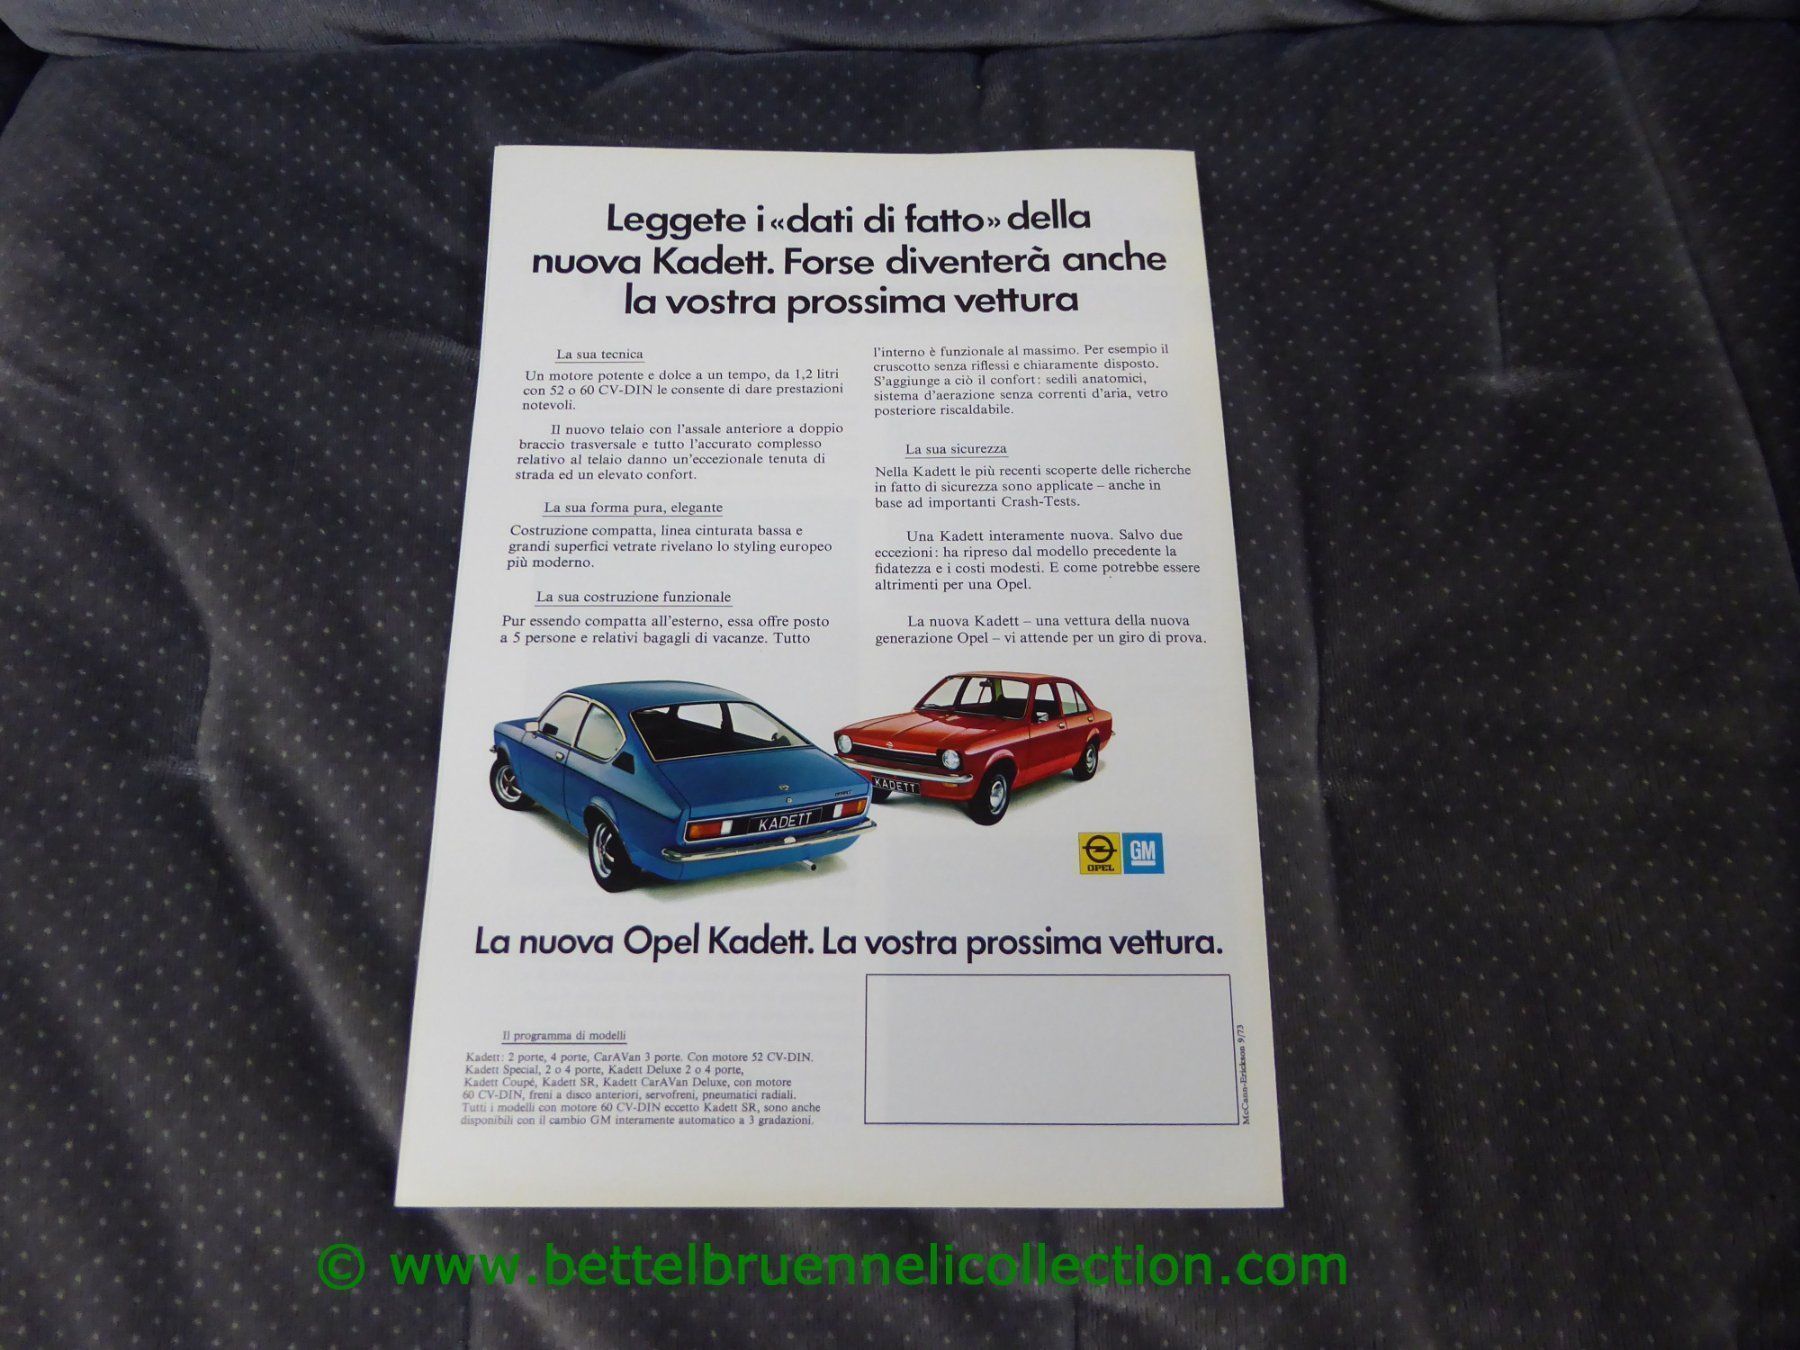 Leggete i «dati di fatto» della
nuova Kadett. Forse diventerà anche
la vostra prossima vettura
La sua tecnica
Un motore potente e dolce a un tempo, da 1,2 litri
con 52 o 60 CV-DIN le consente di dare prestazioni
notevoli.
Il nuovo telaio con l'assale anteriore a doppio
braccio trasversale e tutto l'accurato complesso
relativo al telaio danno un'eccezionale tenuta di
strada ed un elevato confort.
La sua forma pura, elegante
Costruzione compatta, linea cinturata bassa e
grandi superfici vetrate rivelano lo styling europeo
più moderno.
La sua costruzione funzionale
Pur essendo compatta all'esterno, essa offre posto
a 5 persone e relativi bagagli di vacanze. Tutto
l'interno è funzionale al massimo. Per esempio il
cruscotto senza riflessi e chiaramente disposto.
S'aggiunge a ciò il confort: sedili anatomici,
sistema d'aerazione senza correnti d'aria, vetro
posteriore riscaldabile.
La sua sicurezza
Nella Kadett le più recenti scoperte delle richerche
in fatto di sicurezza sono applicate – anche in
base ad importanti Crash-Tests.
Una Kadett interamente nuova. Salvo due
eccezioni: ha ripreso dal modello precedente la
fidatezza e i costi modesti. E come potrebbe essere
altrimenti per una Opel.
La nuova Kadett – una vettura della nuova
generazione Opel – vi attende per un giro di prova.
KADETT
KADETT
OPEL
GM
La nuova Opel Kadett. La vostra prossima vettura.
Il programma di modelli
Kadett: 2 porte, 4 porte, CarAVan 3 porte. Con motore 52 CV-DIN.
Kadett Special, 2 o 4 porte, Kadett Deluxe 2 o 4 porte,
Kadett Coupé, Kadett SR, Kadett CarAVan Deluxe, con motore
60 CV-DIN, freni a disco anteriori, servofreni, pneumatici radiali.
Tutti i modelli con motore 60 CV-DIN eccetto Kadett SR, sono anche
disponibili con il cambio GM interamente automatico a 3 gradazioni.
McCann-Erickson 9/73
© www.bettelbruennelicollection.com